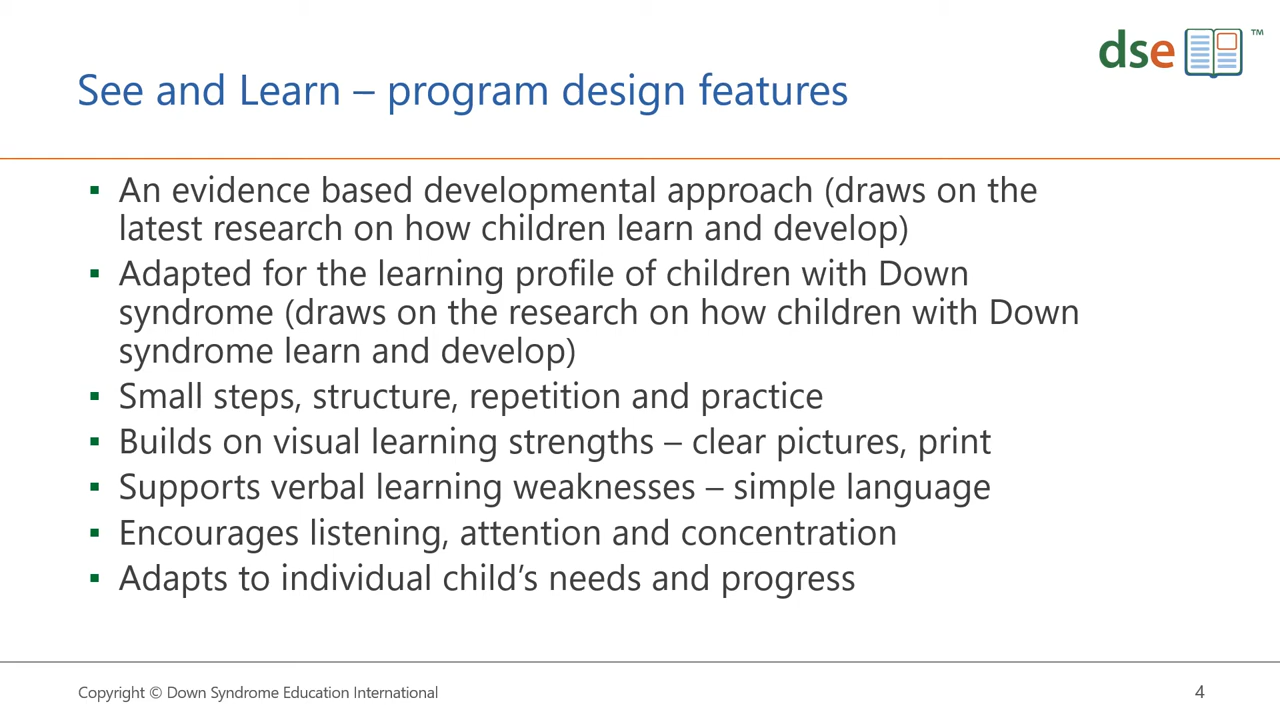 dse ™
See and Learn – program design features
▪ An evidence based developmental approach (draws on the
latest research on how children learn and develop)
▪ Adapted for the learning profile of children with Down
syndrome (draws on the research on how children with Down
syndrome learn and develop)
▪ Small steps, structure, repetition and practice
▪ Builds on visual learning strengths – clear pictures, print
▪ Supports verbal learning weaknesses – simple language
▪ Encourages listening, attention and concentration
▪ Adapts to individual child’s needs and progress
Copyright © Down Syndrome Education International
4